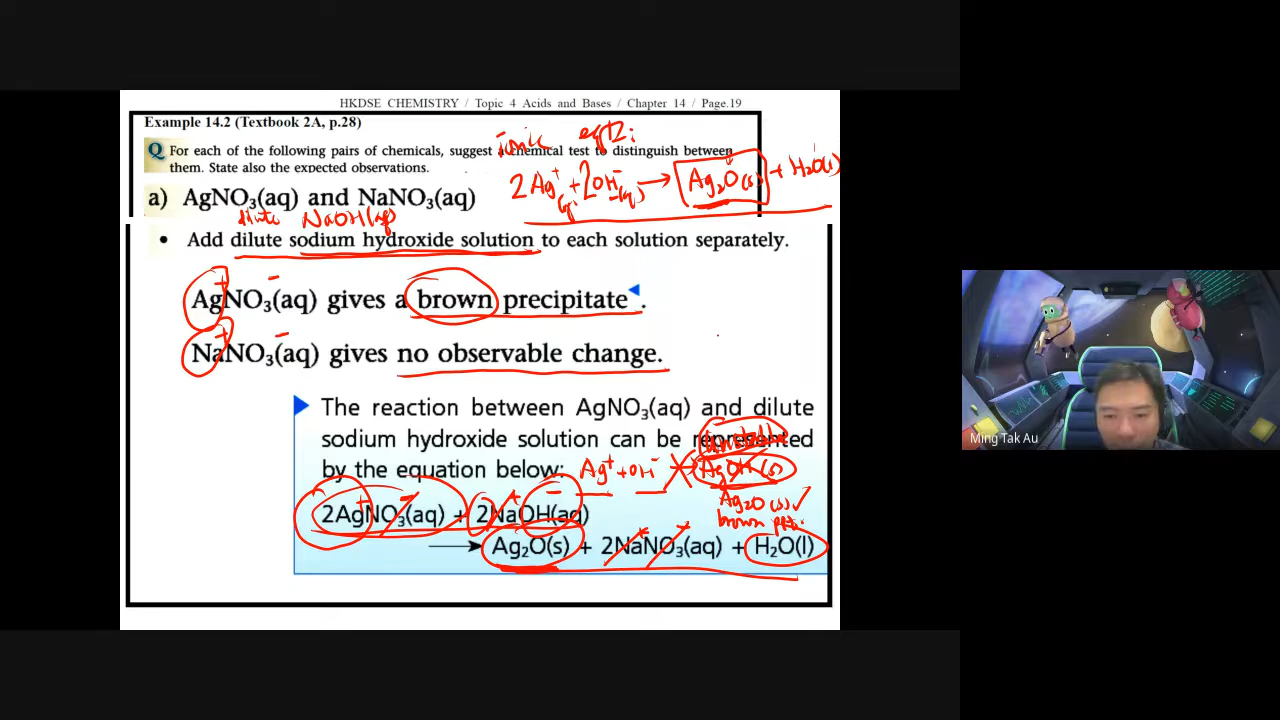 HKDSE CHEMISTRY / Topic 4 Acids and Bases / Chapter 14 / Page.19
Example 14.2 (Textbook 2A, p.28)
ionic eqtn:
Q For each of the following pairs of chemicals, suggest a chemical test to distinguish between
them. State also the expected observations.
2Ag⁺(aq) + 2OH⁻(aq) → Ag₂O(s) + H₂O(l)
a) AgNO₃(aq) and NaNO₃(aq)
dilute NaOH(aq)
• Add dilute sodium hydroxide solution to each solution separately.
+ −
AgNO₃(aq) gives a brown precipitate.
+ −
NaNO₃(aq) gives no observable change.
The reaction between AgNO₃(aq) and dilute
sodium hydroxide solution can be represented
unstable
by the equation below:
Ag⁺ + OH⁻ → AgOH(s)
Ag₂O(s) ✓
brown ppt.
2AgNO₃(aq) + 2NaOH(aq)
⟶ Ag₂O(s) + 2NaNO₃(aq) + H₂O(l)
Ming Tak Au